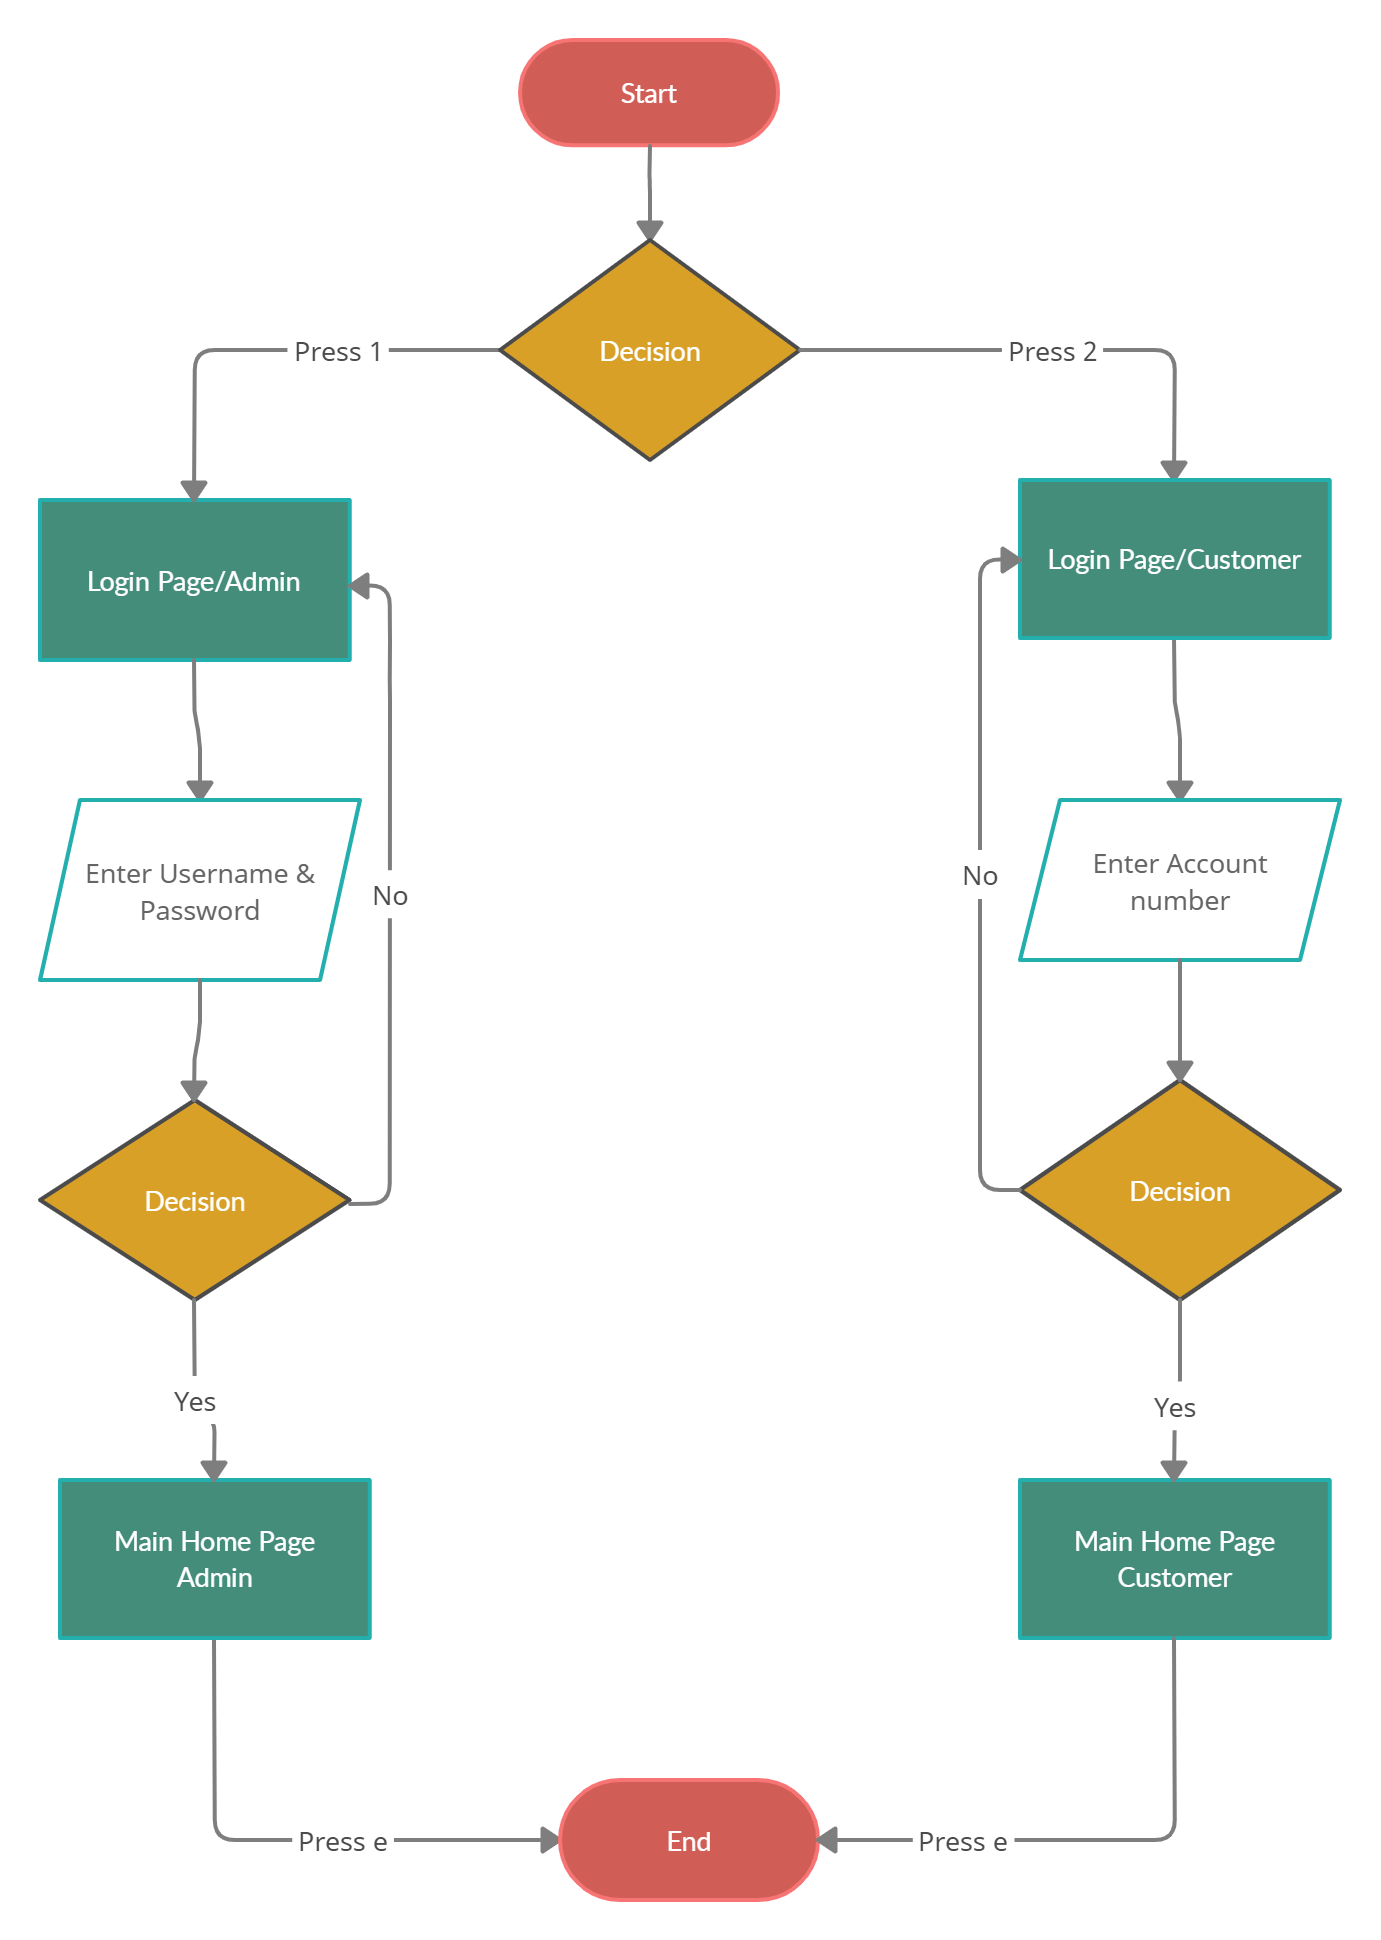 Start
Decision
Press 1
Press 2
Login Page/Admin
Login Page/Customer
Enter Username &
Password
No
No
Enter Account
number
Decision
Decision
Yes
Yes
Main Home Page
Admin
Main Home Page
Customer
Press e
End
Press e